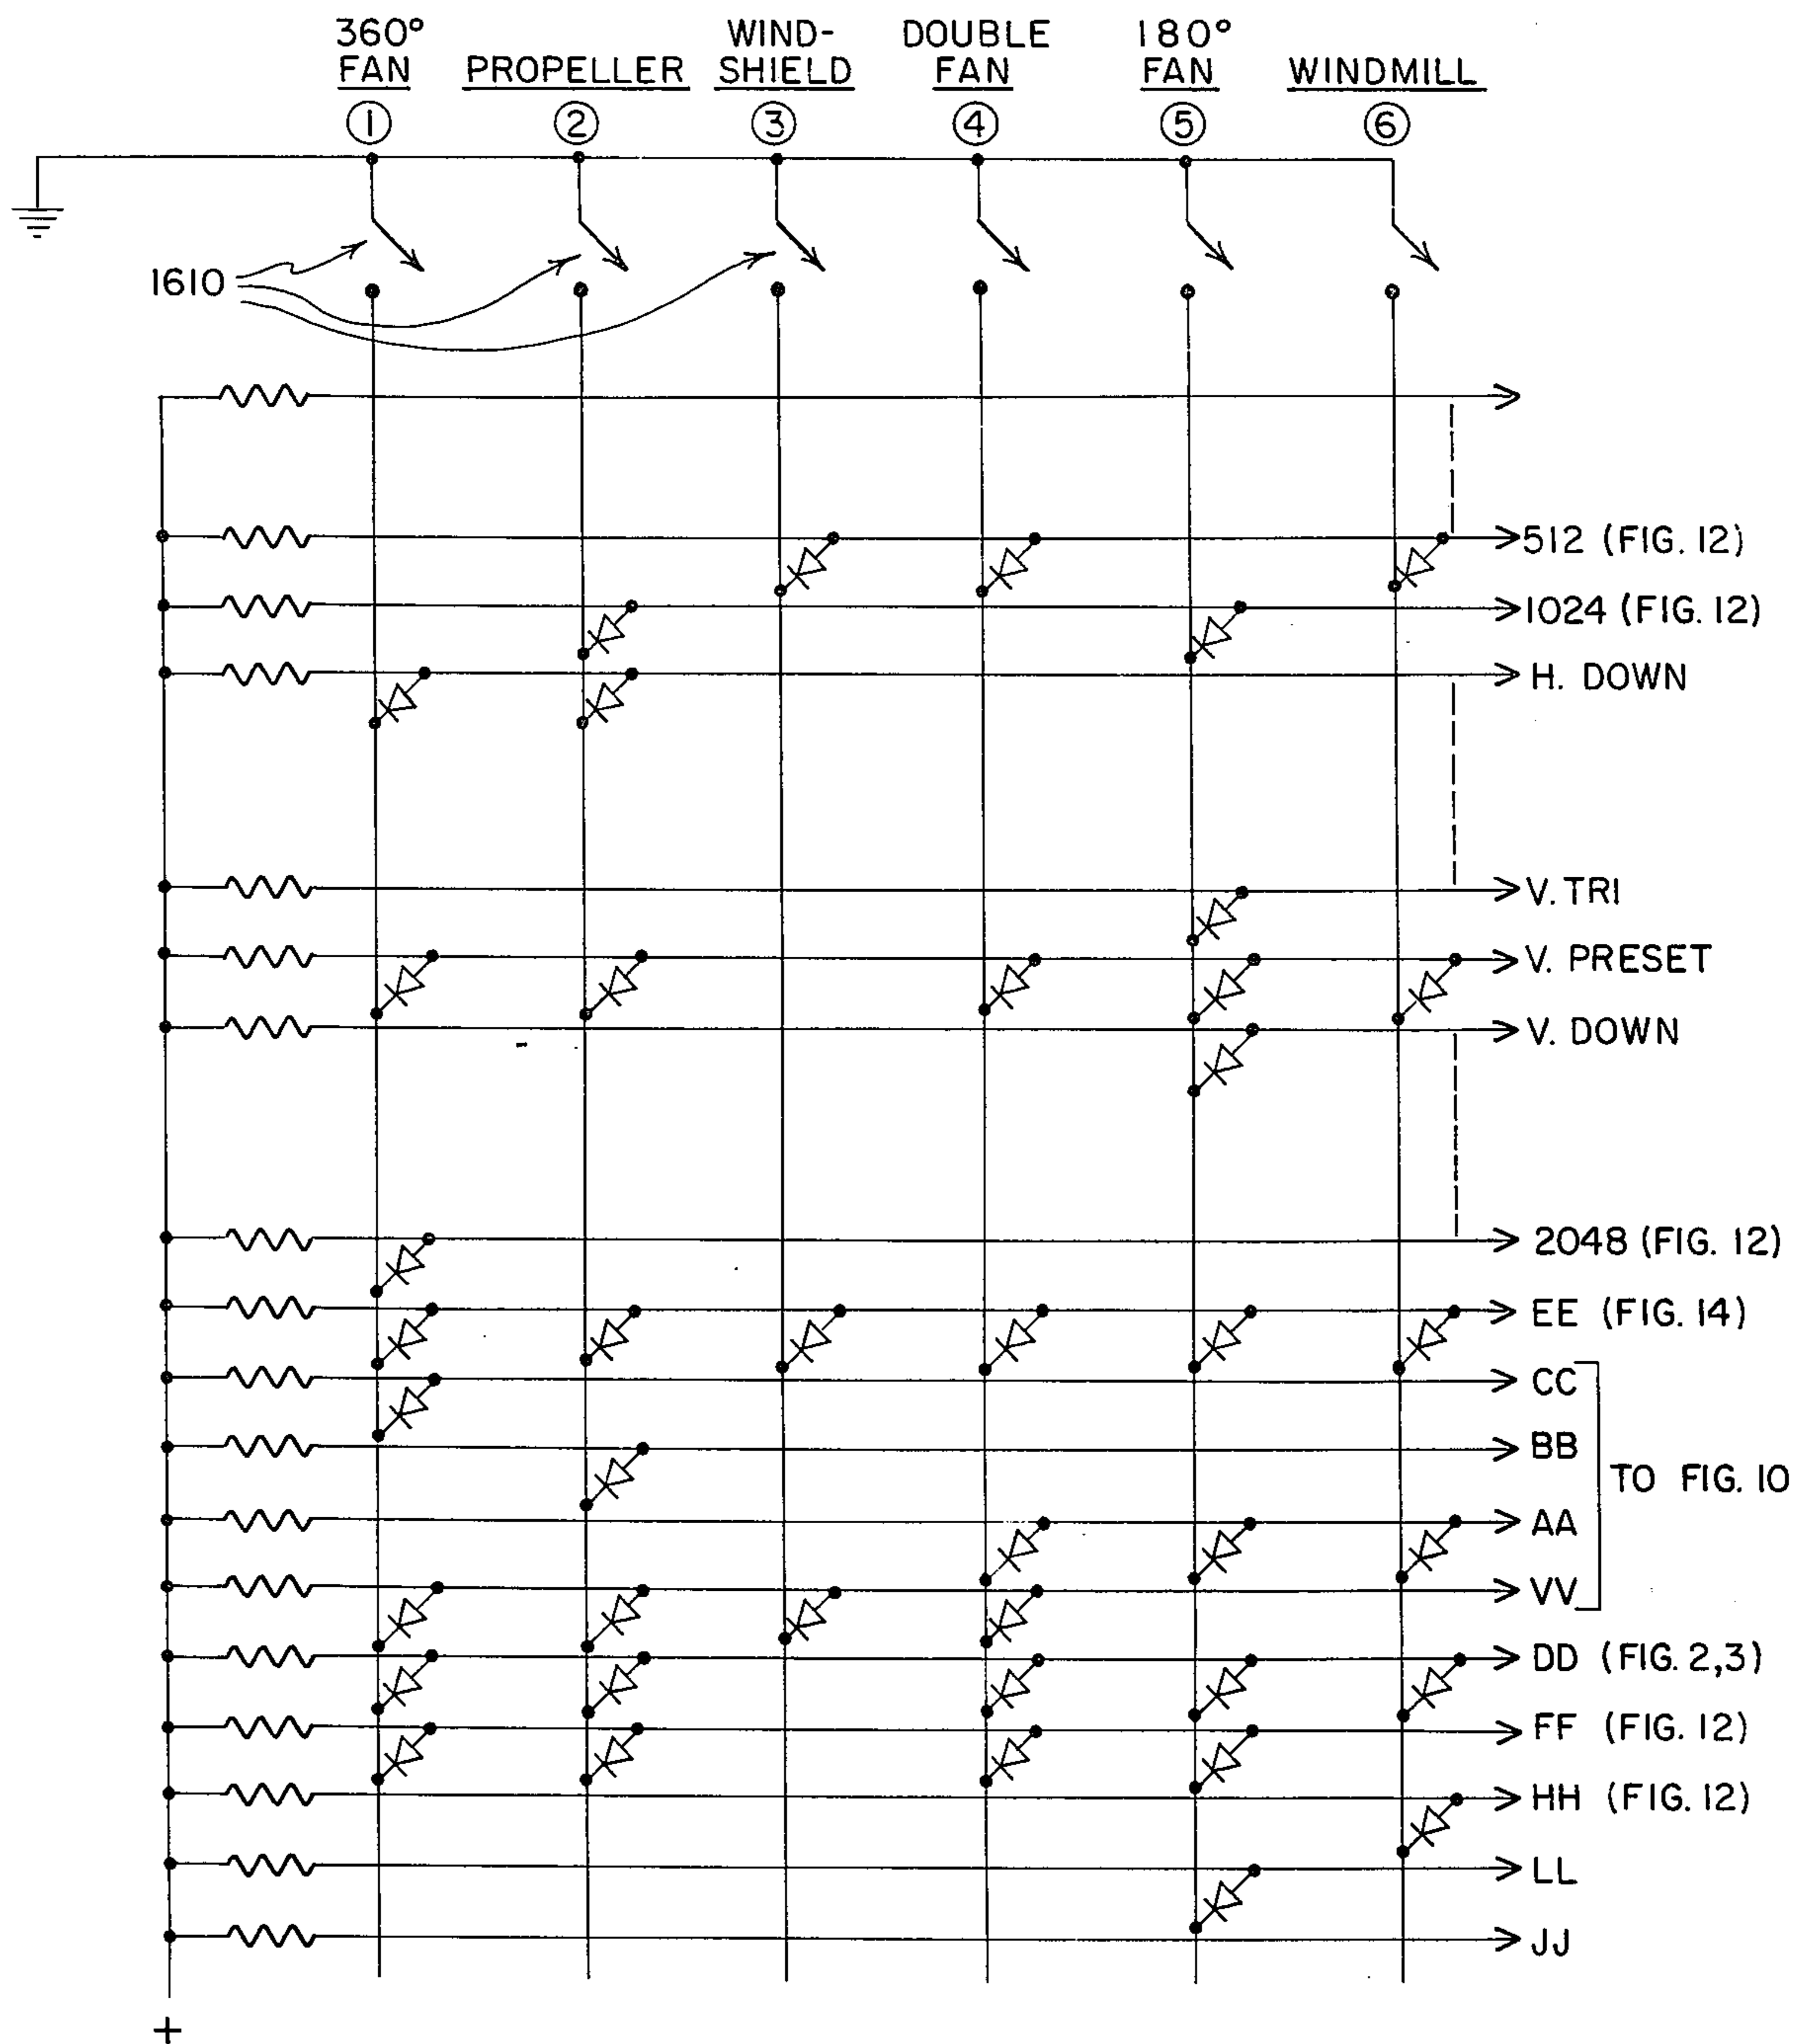 360° FAN
PROPELLER
WIND-SHIELD
DOUBLE FAN
180° FAN
WINDMILL
1
2
3
4
5
6
1610
512 (FIG. 12)
1024 (FIG. 12)
H. DOWN
V. TRI
V. PRESET
V. DOWN
2048 (FIG. 12)
EE (FIG. 14)
CC
BB
TO FIG. 10
AA
VV
DD (FIG. 2,3)
FF (FIG. 12)
HH (FIG. 12)
LL
JJ
+